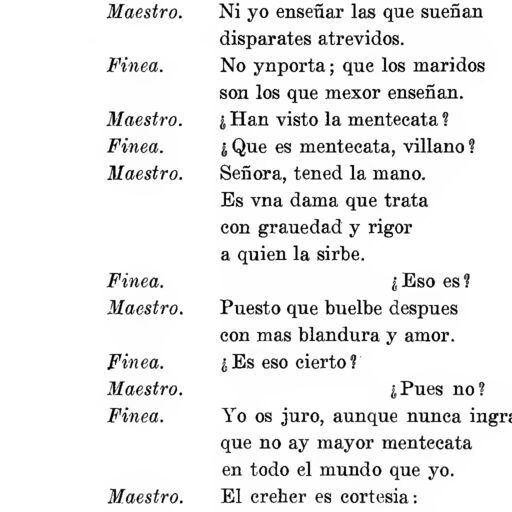 Maestro. Ni yo enseñar las que sueñan
disparates atrevidos.
Finea. No ynporta; que los maridos
son los que mexor enseñan.
Maestro. ¿Han visto la mentecata?
Finea. ¿Que es mentecata, villano?
Maestro. Señora, tened la mano.
Es vna dama que trata
con grauedad y rigor
a quien la sirbe.
Finea. ¿Eso es?
Maestro. Puesto que buelbe despues
con mas blandura y amor.
Finea. ¿Es eso cierto?
Maestro. ¿Pues no?
Finea. Yo os juro, aunque nunca ingra
que no ay mayor mentecata
en todo el mundo que yo.
Maestro. El creher es cortesia: